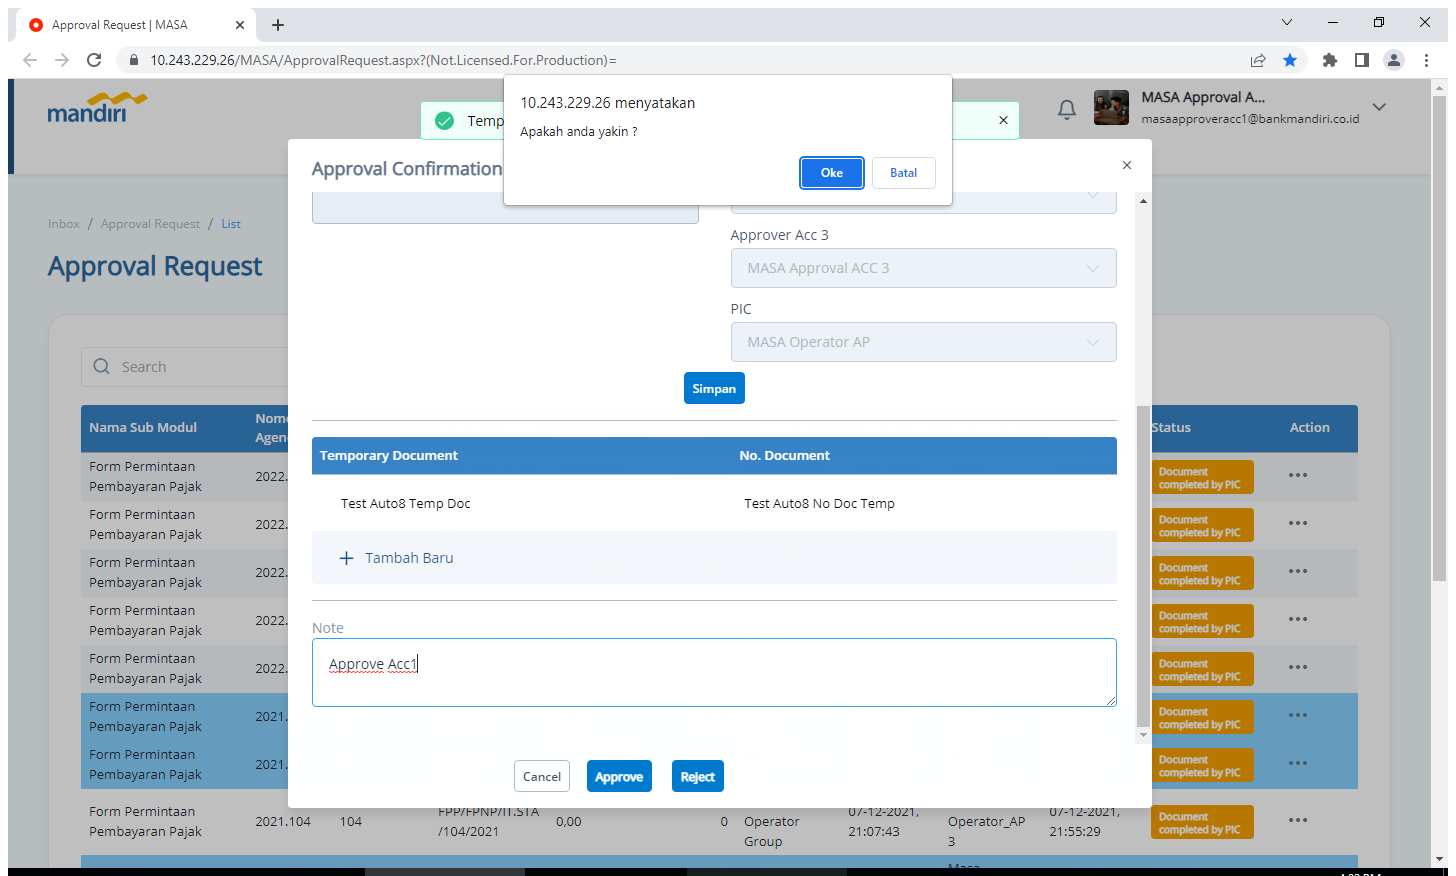 Approval Request | MASA
10.243.229.26/MASA/ApprovalRequest.aspx?(Not.Licensed.For.Production)=
mandiri
Temp
10.243.229.26 menyatakan
Apakah anda yakin ?
Oke
Batal
MASA Approval A...
masaapproveracc1@bankmandiri.co.id
Inbox / Approval Request / List
Approval Request
Search
Approval Confirmation
Approver Acc 3
MASA Approval ACC 3
PIC
MASA Operator AP
Simpan
Temporary Document No. Document
Test Auto8 Temp Doc Test Auto8 No Doc Temp
Tambah Baru
Note
Approve Acc1
Cancel Approve Reject
Nama Sub Modul Status Action
Form Permintaan
Pembayaran Pajak
2022.
Document
completed by PIC
Form Permintaan
Pembayaran Pajak
2022.
Document
completed by PIC
Form Permintaan
Pembayaran Pajak
2022.
Document
completed by PIC
Form Permintaan
Pembayaran Pajak
2022.
Document
completed by PIC
Form Permintaan
Pembayaran Pajak
2022.
Document
completed by PIC
Form Permintaan
Pembayaran Pajak
2021.
Document
completed by PIC
Form Permintaan
Pembayaran Pajak
2021.
Document
completed by PIC
Form Permintaan
Pembayaran Pajak
2021.104
104
FPP/FPNP/IT.STA
/104/2021
0,00
0
Operator
Group
07-12-2021,
21:07:43
Operator_AP
3
07-12-2021,
21:55:29
Document
completed by PIC